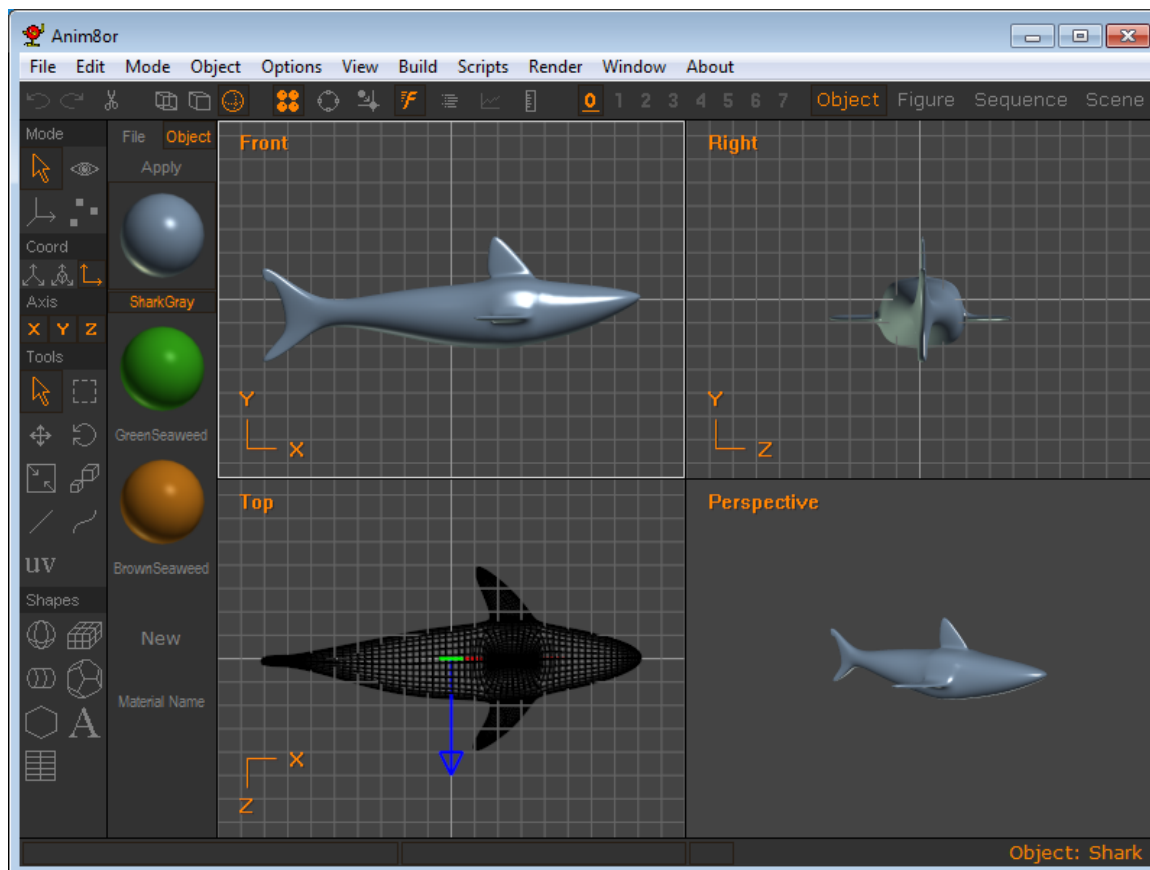 Anim8or
File Edit Mode Object Options View Build Scripts Render Window About
0 1 2 3 4 5 6 7 Object Figure Sequence Scene
Mode
File Object
Apply
Coord
SharkGray
Axis
X Y Z
Tools
GreenSeaweed
UV
BrownSeaweed
Shapes
New
Material Name
A
Front
Y
X
Right
Y
Z
Top
X
Z
Perspective
Object: Shark